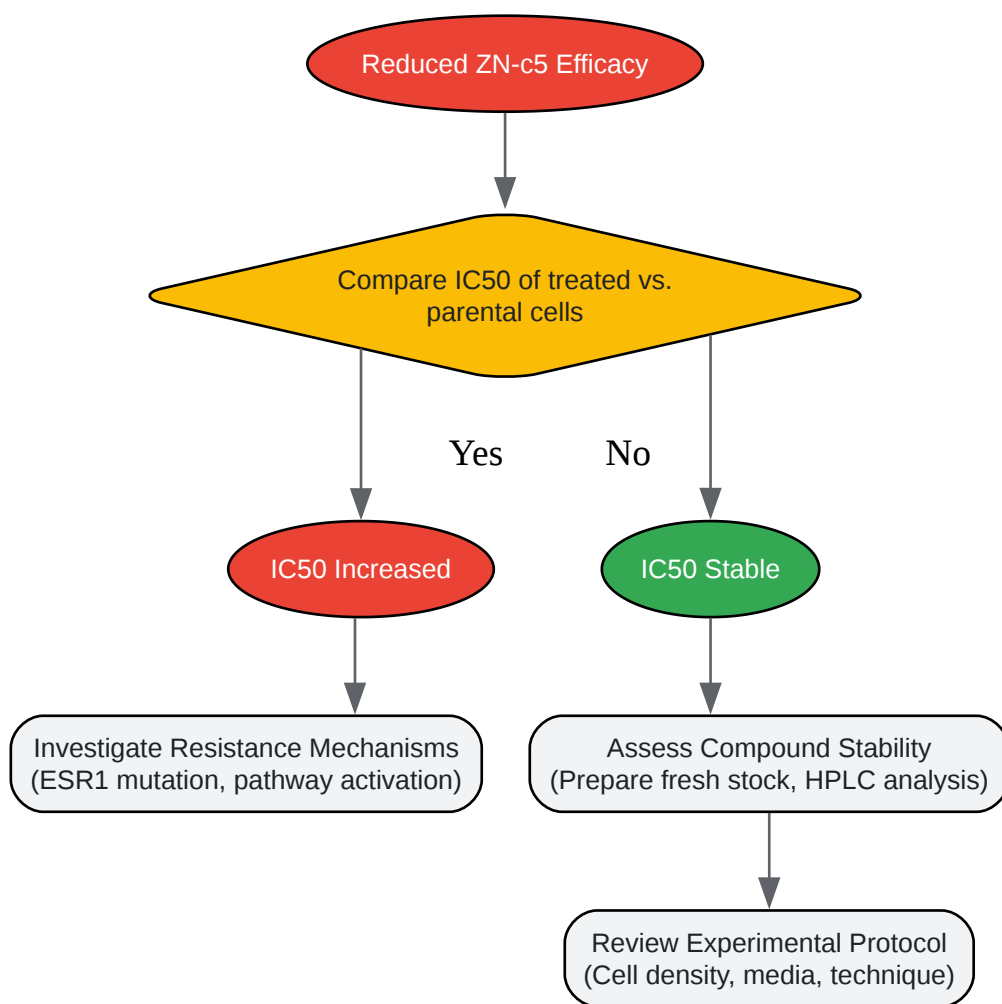 Reduced ZN-c5 Efficacy
Compare IC50 of treated vs.
parental cells
Yes
No
IC50 Increased
IC50 Stable
Investigate Resistance Mechanisms
(ESR1 mutation, pathway activation)
Assess Compound Stability
(Prepare fresh stock, HPLC analysis)
Review Experimental Protocol
(Cell density, media, technique)